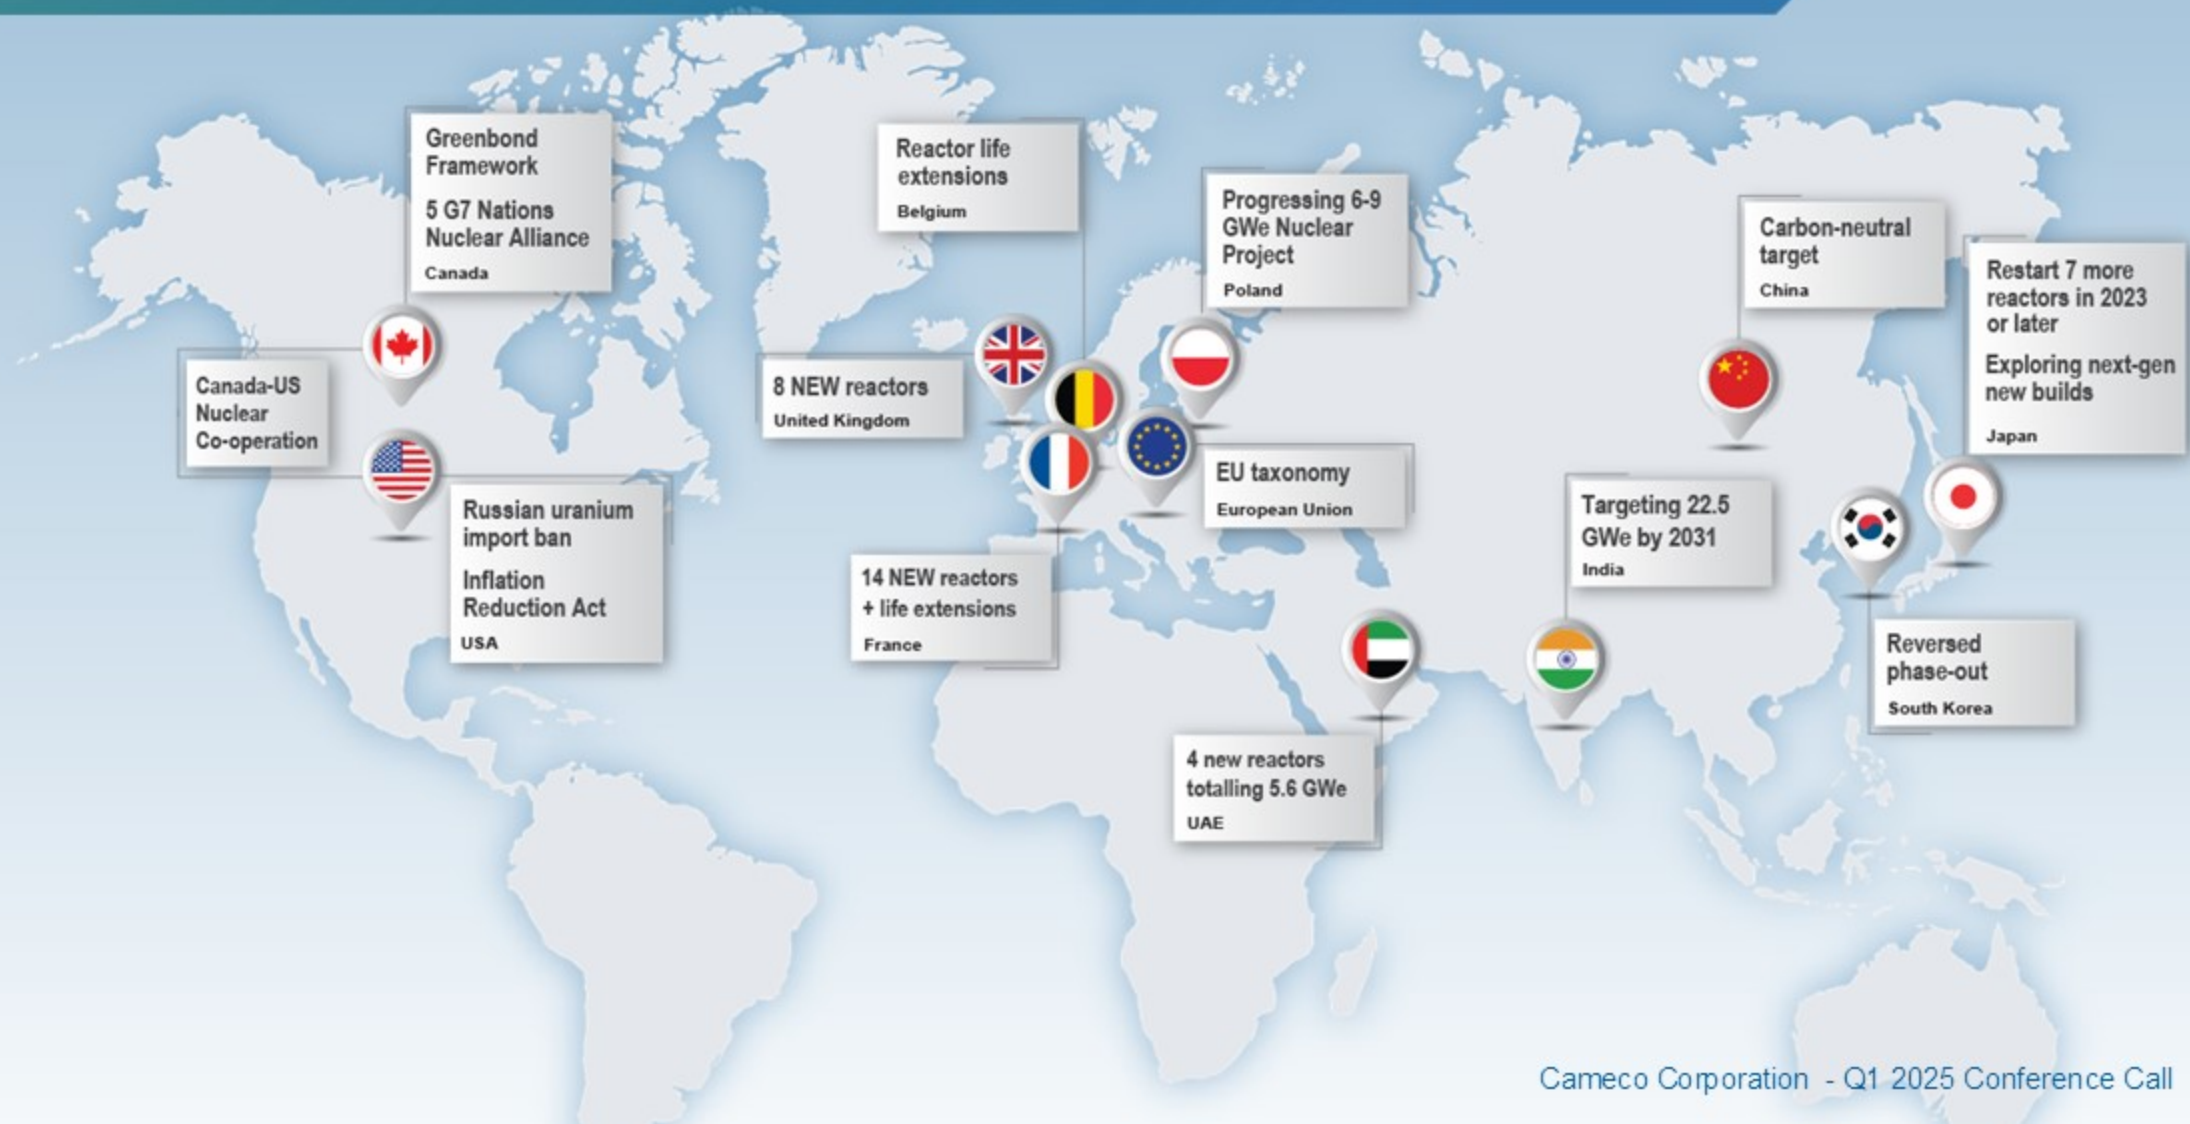 Greenbond
Framework
5 G7 Nations
Nuclear Alliance
Canada
Canada-US
Nuclear
Co-operation
Russian uranium
import ban
Inflation
Reduction Act
USA
Reactor life
extensions
Belgium
8 NEW reactors
United Kingdom
Progressing 6-9
GWe Nuclear
Project
Poland
EU taxonomy
European Union
14 NEW reactors
+ life extensions
France
4 new reactors
totalling 5.6 GWe
UAE
Targeting 22.5
GWe by 2031
India
Carbon-neutral
target
China
Restart 7 more
reactors in 2023
or later
Exploring next-gen
new builds
Japan
Reversed
phase-out
South Korea
Cameco Corporation - Q1 2025 Conference Call